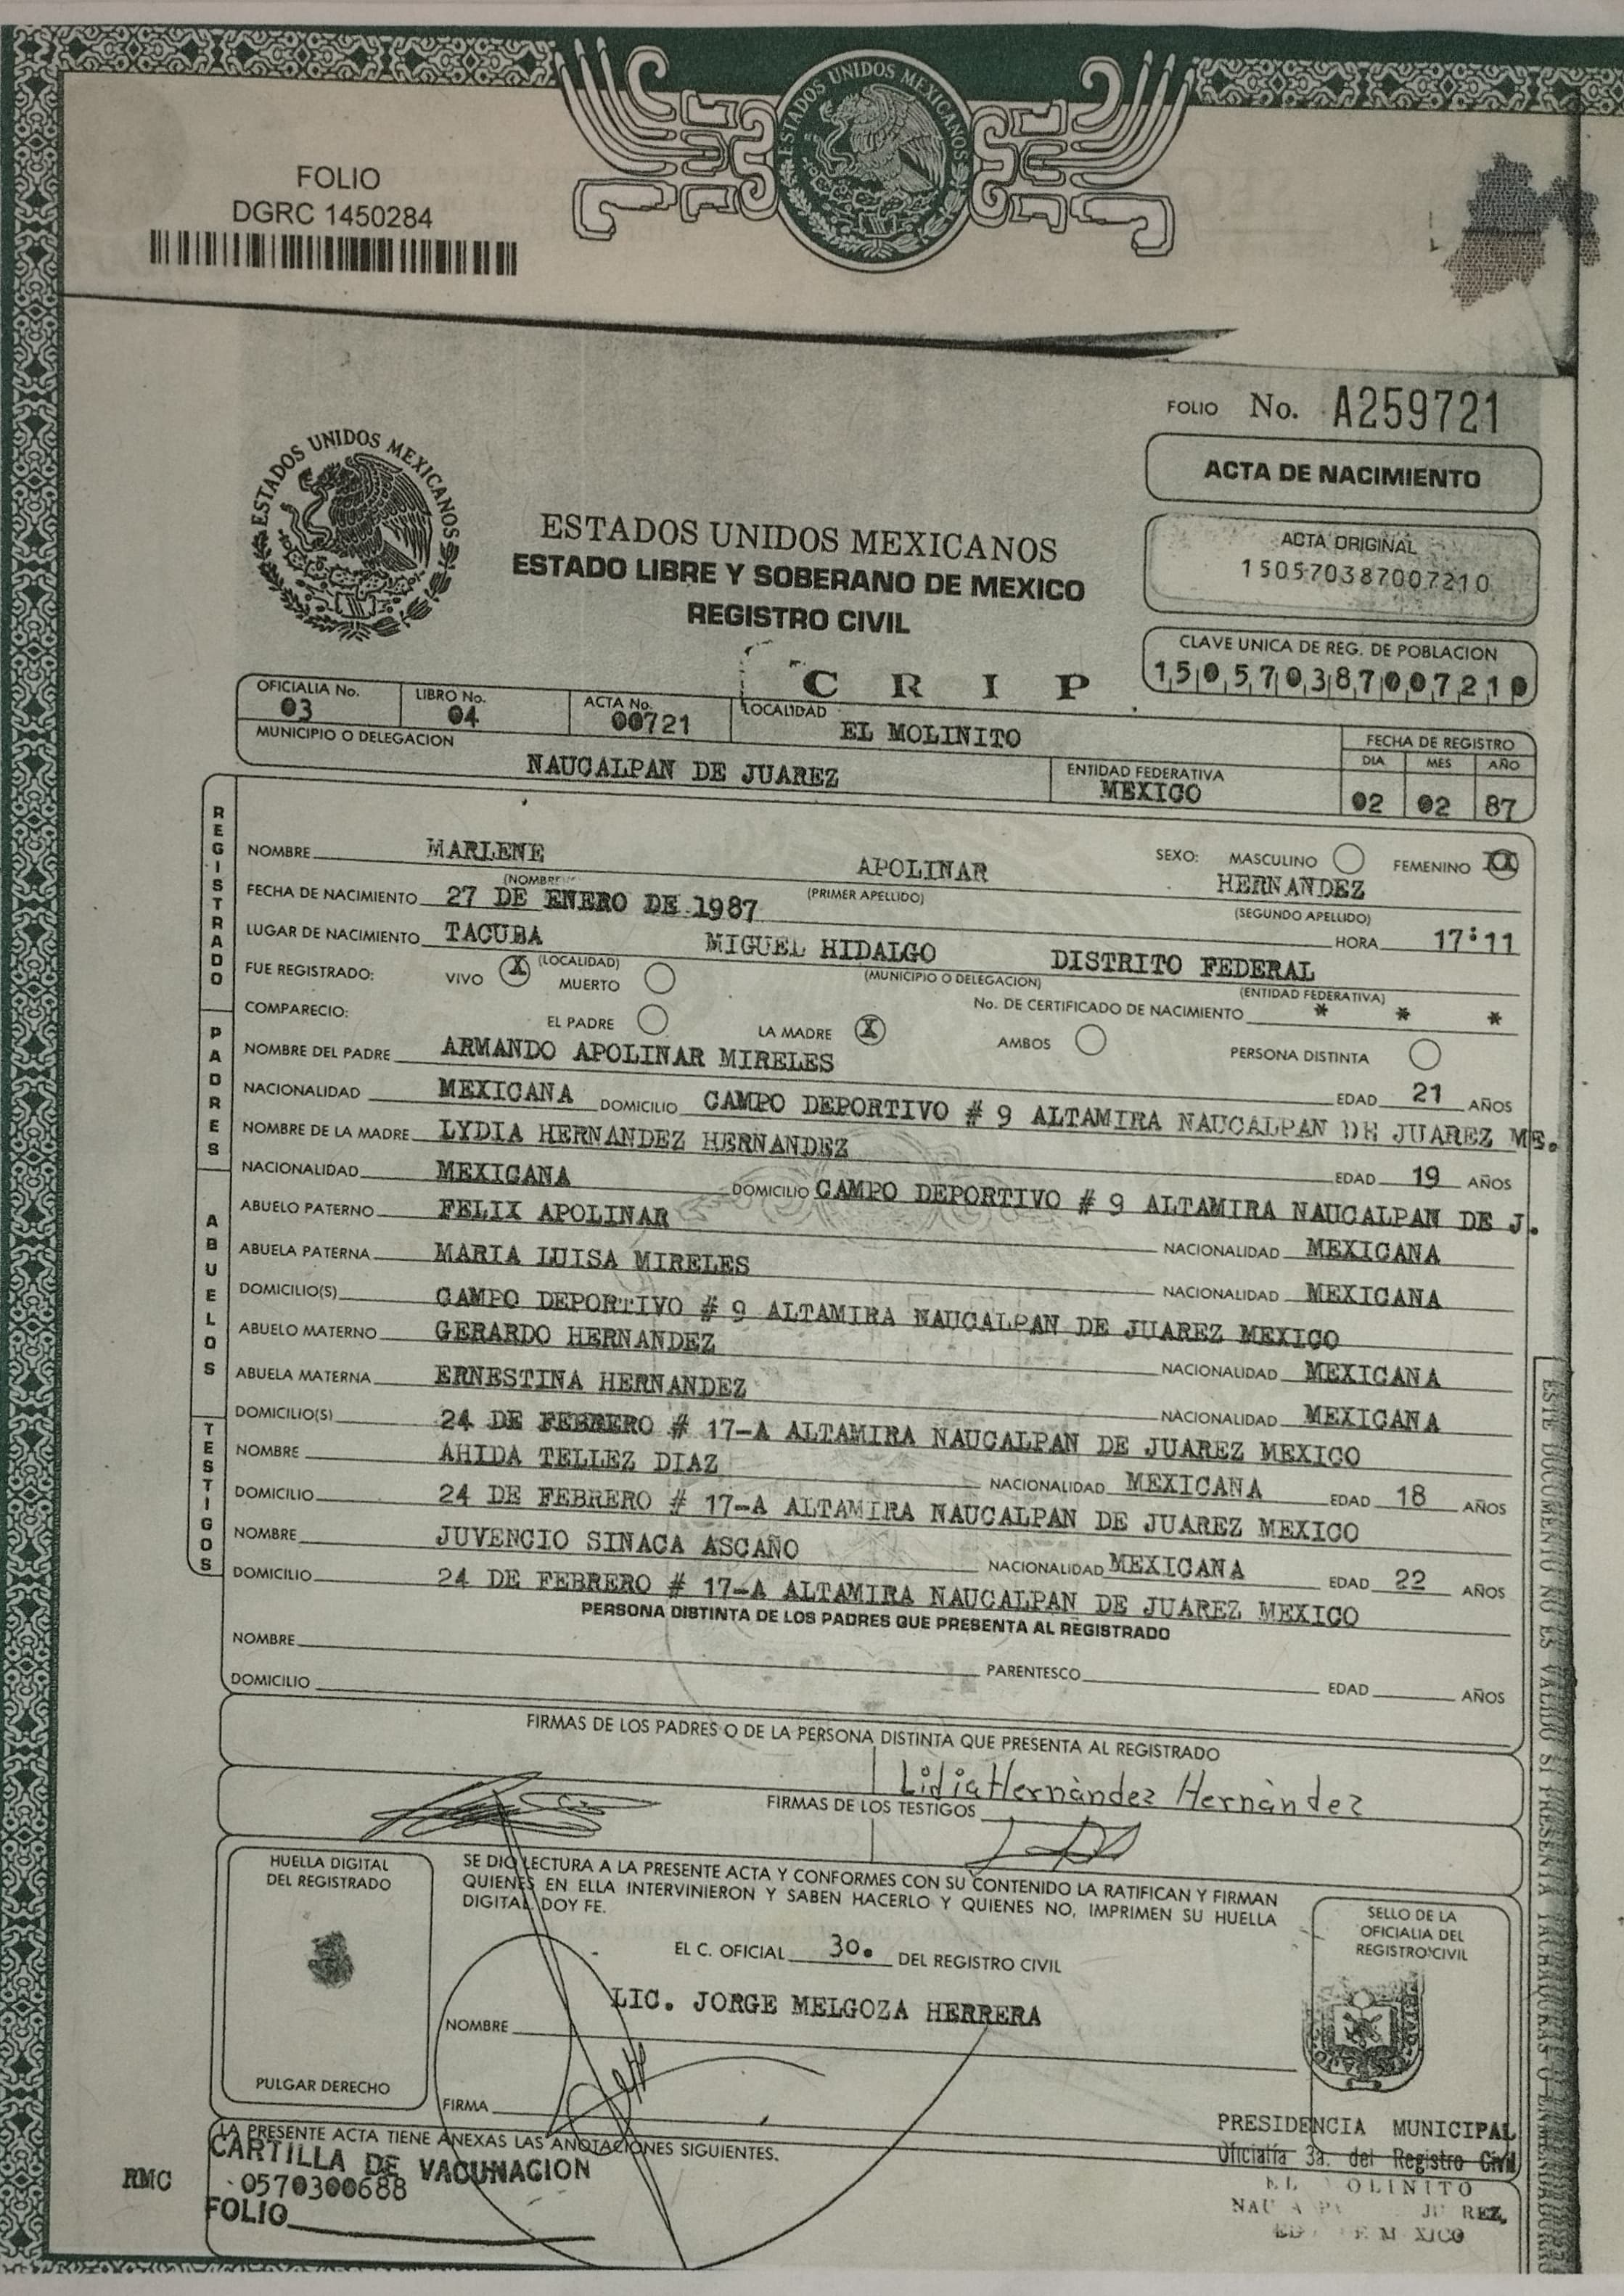 ESTADOS UNIDOS MEXICANOS
FOLIO
DGRC 1450284
FOLIO No. A259721
ACTA DE NACIMIENTO
ESTADOS UNIDOS MEXICANOS
ESTADOS UNIDOS MEXICANOS
ESTADO LIBRE Y SOBERANO DE MEXICO
REGISTRO CIVIL
ACTA ORIGINAL
150570387007210
CLAVE UNICA DE REG. DE POBLACION
150570387007210
C R I P
OFICIALIA No. 03 LIBRO No. 04 ACTA No. 00721 LOCALIDAD EL MOLINITO
MUNICIPIO O DELEGACION NAUCALPAN DE JUAREZ ENTIDAD FEDERATIVA MEXICO
FECHA DE REGISTRO
DIA MES AÑO
02 02 87
REGISTRADO
NOMBRE MARLENE APOLINAR HERNANDEZ SEXO: MASCULINO FEMENINO XX
(NOMBRE) (PRIMER APELLIDO) (SEGUNDO APELLIDO)
FECHA DE NACIMIENTO 27 DE ENERO DE 1987 HORA 17:11
LUGAR DE NACIMIENTO TACUBA MIGUEL HIDALGO DISTRITO FEDERAL
(LOCALIDAD) (MUNICIPIO O DELEGACION) (ENTIDAD FEDERATIVA)
FUE REGISTRADO: VIVO X MUERTO No. DE CERTIFICADO DE NACIMIENTO * * *
COMPARECIO: EL PADRE LA MADRE X AMBOS PERSONA DISTINTA
PADRES
NOMBRE DEL PADRE ARMANDO APOLINAR MIRELES EDAD 21 AÑOS
NACIONALIDAD MEXICANA DOMICILIO CAMPO DEPORTIVO # 9 ALTAMIRA NAUCALPAN DE JUAREZ
NOMBRE DE LA MADRE LYDIA HERNANDEZ HERNANDEZ EDAD 19 AÑOS
NACIONALIDAD MEXICANA DOMICILIO CAMPO DEPORTIVO # 9 ALTAMIRA NAUCALPAN DE J.
ABUELOS
ABUELO PATERNO FELIX APOLINAR NACIONALIDAD MEXICANA
ABUELA PATERNA MARIA LUISA MIRELES NACIONALIDAD MEXICANA
DOMICILIO(S) CAMPO DEPORTIVO # 9 ALTAMIRA NAUCALPAN DE JUAREZ MEXICO
ABUELO MATERNO GERARDO HERNANDEZ NACIONALIDAD MEXICANA
ABUELA MATERNA ERNESTINA HERNANDEZ NACIONALIDAD MEXICANA
DOMICILIO(S) 24 DE FEBRERO # 17-A ALTAMIRA NAUCALPAN DE JUAREZ MEXICO
TESTIGOS
NOMBRE AHIDA TELLEZ DIAZ NACIONALIDAD MEXICANA EDAD 18 AÑOS
DOMICILIO 24 DE FEBRERO # 17-A ALTAMIRA NAUCALPAN DE JUAREZ MEXICO
NOMBRE JUVENCIO SINACA ASCAÑO NACIONALIDAD MEXICANA EDAD 22 AÑOS
DOMICILIO 24 DE FEBRERO # 17-A ALTAMIRA NAUCALPAN DE JUAREZ MEXICO
PERSONA DISTINTA DE LOS PADRES QUE PRESENTA AL REGISTRADO
NOMBRE PARENTESCO EDAD AÑOS
DOMICILIO
FIRMAS DE LOS PADRES O DE LA PERSONA DISTINTA QUE PRESENTA AL REGISTRADO
Lidia Hernàndez Hernàndez
FIRMAS DE LOS TESTIGOS
HUELLA DIGITAL
DEL REGISTRADO
PULGAR DERECHO
SE DIO LECTURA A LA PRESENTE ACTA Y CONFORMES CON SU CONTENIDO LA RATIFICAN Y FIRMAN
QUIENES EN ELLA INTERVINIERON Y SABEN HACERLO Y QUIENES NO, IMPRIMEN SU HUELLA
DIGITAL DOY FE.
EL C. OFICIAL 3o. DEL REGISTRO CIVIL
LIC. JORGE MELGOZA HERRERA
NOMBRE
FIRMA
SELLO DE LA
OFICIALIA DEL
REGISTRO CIVIL
PRESIDENCIA MUNICIPAL
Oficialía 3a. del Registro Civil
LA PRESENTE ACTA TIENE ANEXAS LAS ANOTACIONES SIGUIENTES.
CARTILLA DE VACUNACION
0570300688
FOLIO
RMC
ESTE DOCUMENTO NO ES VALIDO SI PRESENTA TACHADURAS O ENMENDADURAS